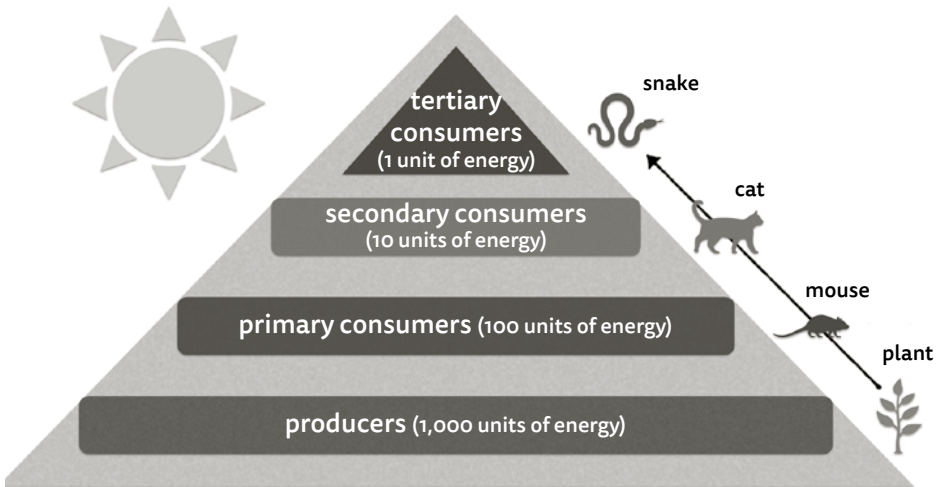 snake
tertiary
consumers
(1 unit of energy)
cat
secondary consumers
(10 units of energy)
mouse
primary consumers (100 units of energy)
plant
producers (1,000 units of energy)